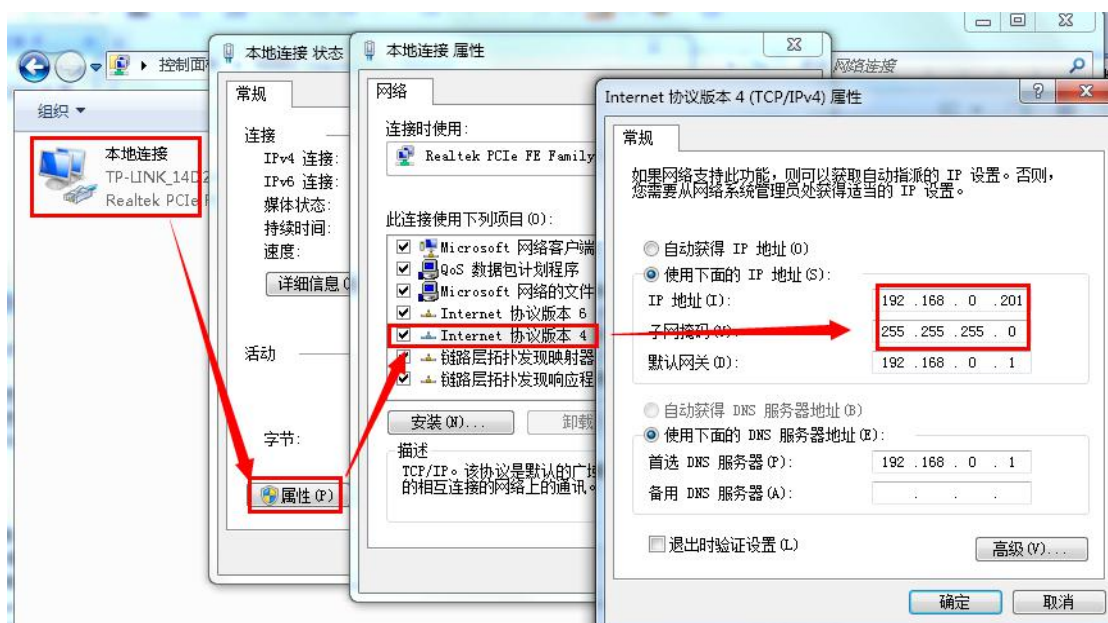 控制面
网络连接
组织
本地连接
TP-LINK_14D2
Realtek PCIe F
本地连接 状态
常规
连接
IPv4 连接:
IPv6 连接:
媒体状态:
持续时间:
速度:
详细信息(
活动
字节:
属性(P)
本地连接 属性
网络
连接时使用:
Realtek PCIe FE Family
此连接使用下列项目(O):
Microsoft 网络客户端
QoS 数据包计划程序
Microsoft 网络的文件
Internet 协议版本 6
Internet 协议版本 4
链路层拓扑发现映射器
链路层拓扑发现响应程
安装(N)...
卸载
描述
TCP/IP。该协议是默认的广域
的相互连接的网络上的通讯。
Internet 协议版本 4 (TCP/IPv4) 属性
常规
如果网络支持此功能，则可以获取自动指派的 IP 设置。否则，
您需要从网络系统管理员处获得适当的 IP 设置。
自动获得 IP 地址(O)
使用下面的 IP 地址(S):
IP 地址(I): 192 .168 . 0 .201
子网掩码(U): 255 .255 .255 . 0
默认网关(D): 192 .168 . 0 . 1
自动获得 DNS 服务器地址(B)
使用下面的 DNS 服务器地址(E):
首选 DNS 服务器(P): 192 .168 . 0 . 1
备用 DNS 服务器(A): . . .
退出时验证设置(L)
高级(V)...
确定
取消